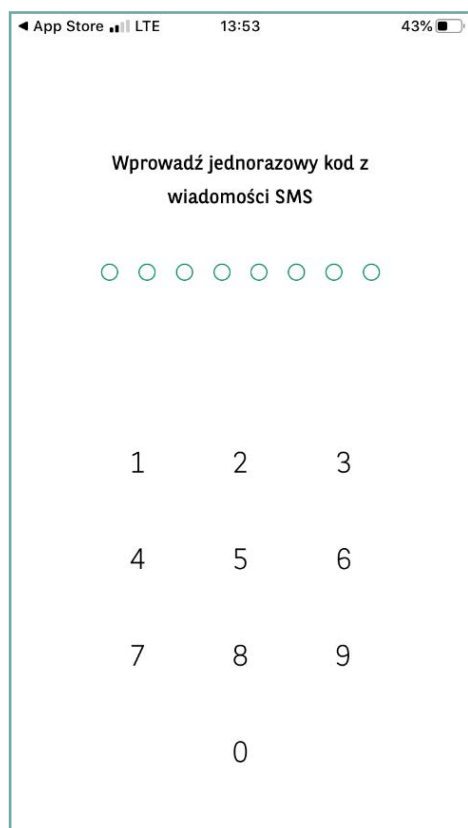 ◀ App Store LTE 13:53 43%
Wprowadź jednorazowy kod z
wiadomości SMS
1 2 3
4 5 6
7 8 9
0